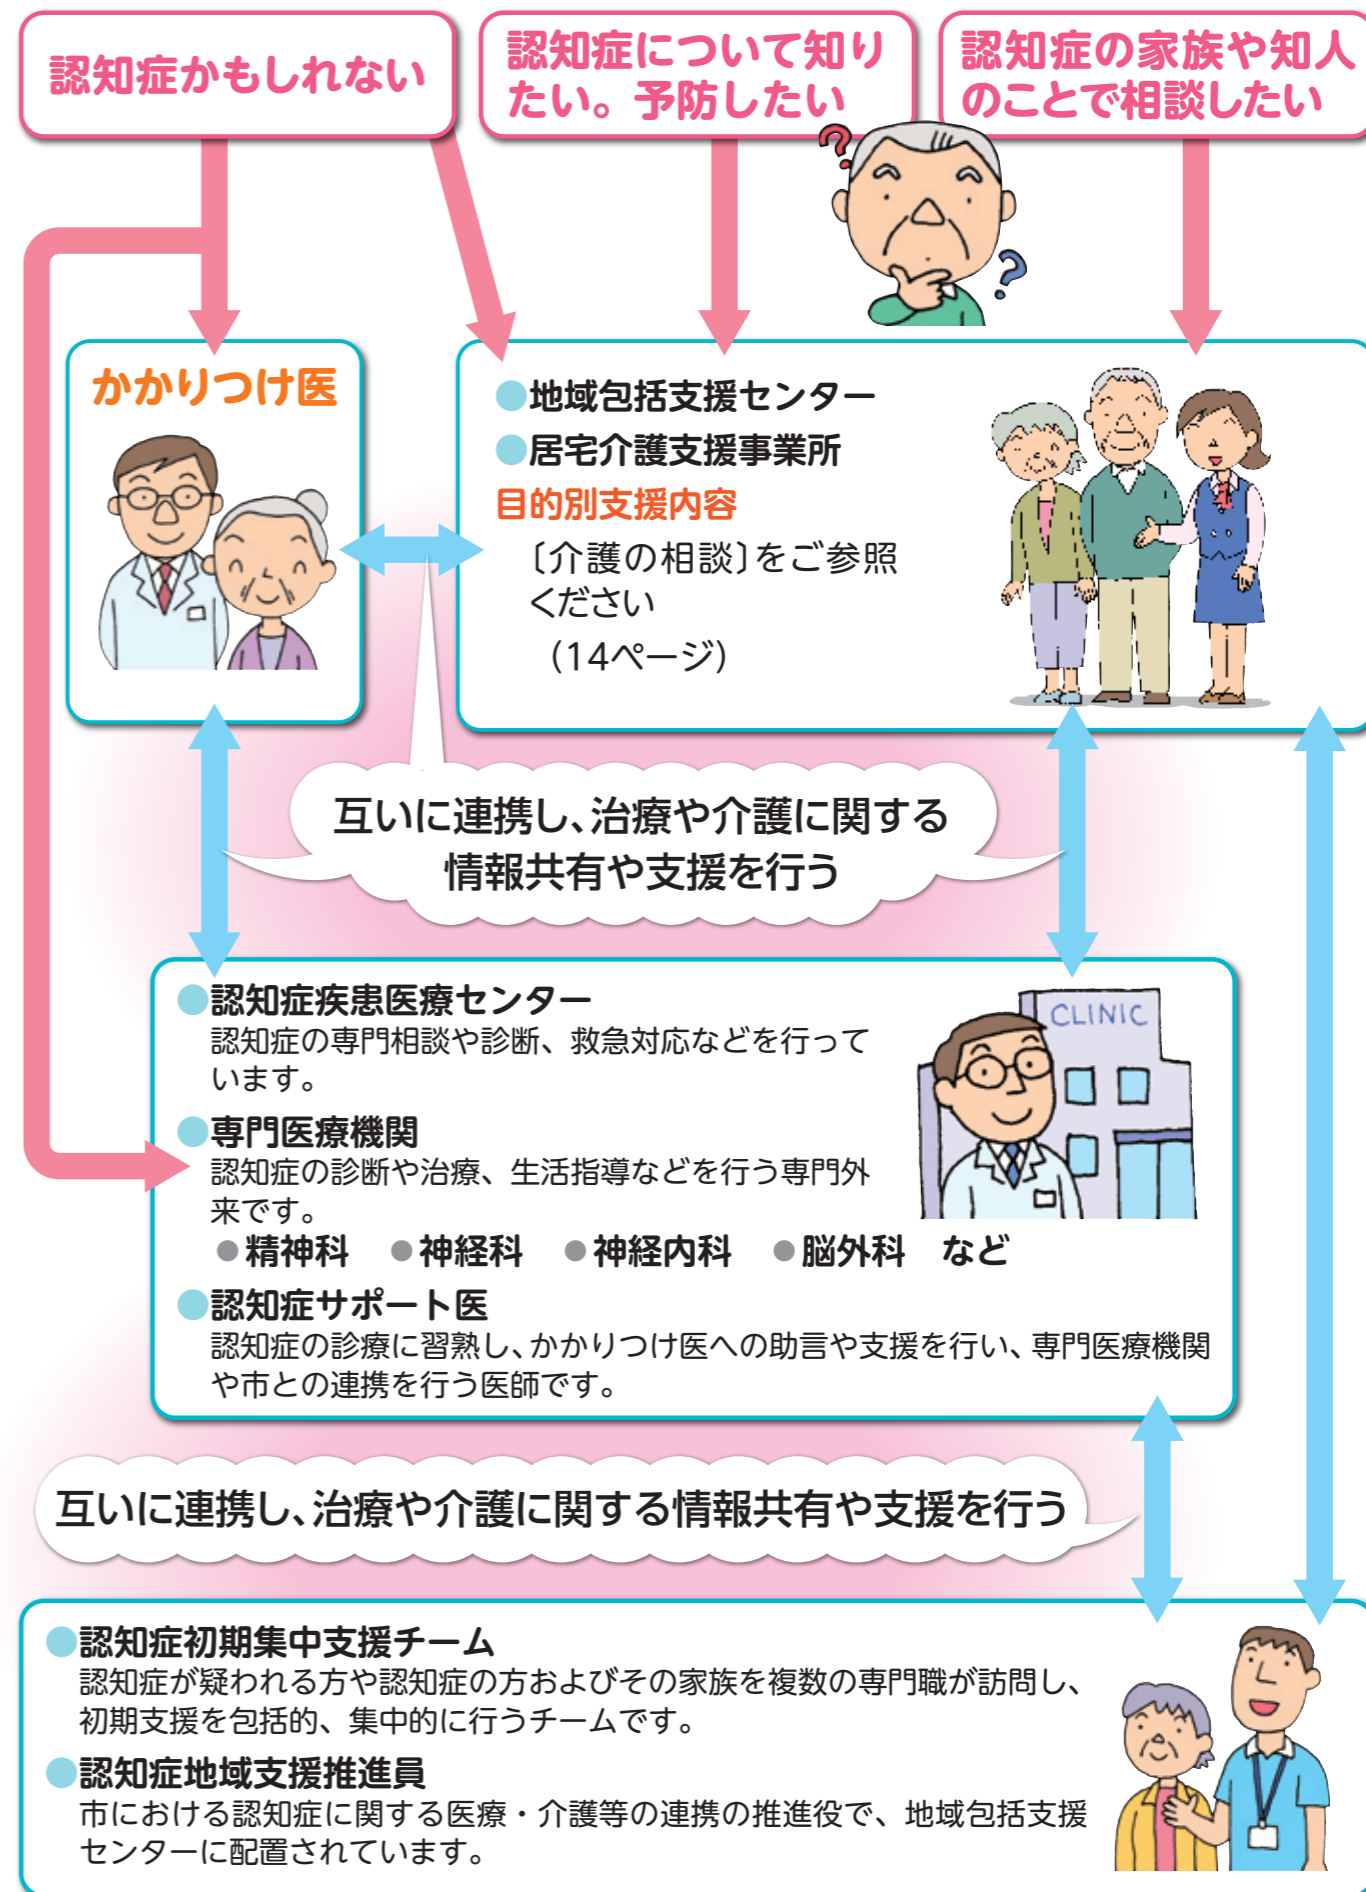 認知症かもしれない
認知症について知り
たい。予防したい
認知症の家族や知人
のことで相談したい
?
?
かかりつけ医
●地域包括支援センター
●居宅介護支援事業所
目的別支援内容
〔介護の相談〕をご参照
ください
(14ページ)
互いに連携し、治療や介護に関する
情報共有や支援を行う
●認知症疾患医療センター
認知症の専門相談や診断、救急対応などを行って
います。
CLINIC
●専門医療機関
認知症の診断や治療、生活指導などを行う専門外
来です。
●精神科 ●神経科 ●神経内科 ●脳外科 など
●認知症サポート医
認知症の診療に習熟し、かかりつけ医への助言や支援を行い、専門医療機関
や市との連携を行う医師です。
互いに連携し、治療や介護に関する情報共有や支援を行う
●認知症初期集中支援チーム
認知症が疑われる方や認知症の方およびその家族を複数の専門職が訪問し、
初期支援を包括的、集中的に行うチームです。
●認知症地域支援推進員
市における認知症に関する医療・介護等の連携の推進役で、地域包括支援
センターに配置されています。